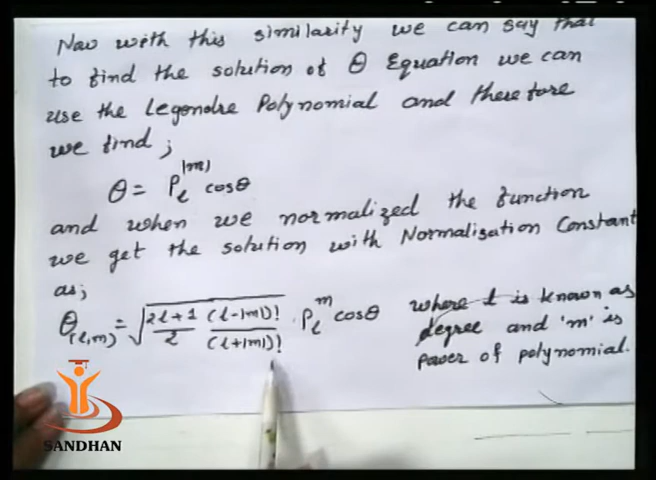 Now with this similarity we can say that
to find the solution of θ Equation we can
use the Legendre Polynomial and therefore
we find;
θ = P_l^|m| cosθ
and when we normalized the function
we get the solution with Normalisation Constant
as;
θ_(l,m) = √(2l+1/2 (l-|m|)!/(l+|m|)!) . P_l^m cosθ
where l is known as
degree and 'm' is
power of polynomial.
SANDHAN